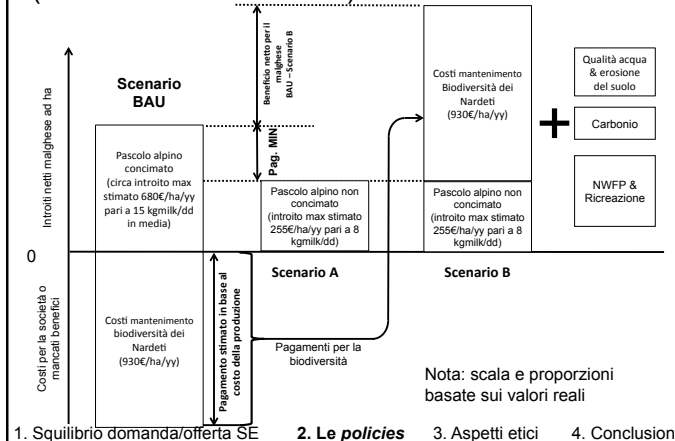 Beneficio netto per il
malghese
BAU – Scenario B
Scenario
BAU
Introiti netti malghese ad ha
Pascolo alpino
concimato
(circa introito max
stimato 680€/ha/yy
pari a 15 kgmilk/dd
in media)
Pag. MIN
Pascolo alpino non
concimato
(introito max stimato
255€/ha/yy pari a 8
kgmilk/dd)
Costi mantenimento
Biodiversità dei
Nardeti
(930€/ha/yy)
Pascolo alpino non
concimato
(introito max stimato
255€/ha/yy pari a 8
kgmilk/dd)
+
Qualità acqua
& erosione
del suolo
Carbonio
NWFP &
Ricreazione
0
Scenario A
Scenario B
Costi per la società o
mancati benefici
Costi mantenimento
biodiversità dei
Nardeti
(930€/ha/yy)
Pagamento stimato in base al
costo della produzione
Pagamenti per la
biodiversità
Nota: scala e proporzioni
basate sui valori reali
1. Squilibrio domanda/offerta SE
2. Le policies
3. Aspetti etici
4. Conclusion